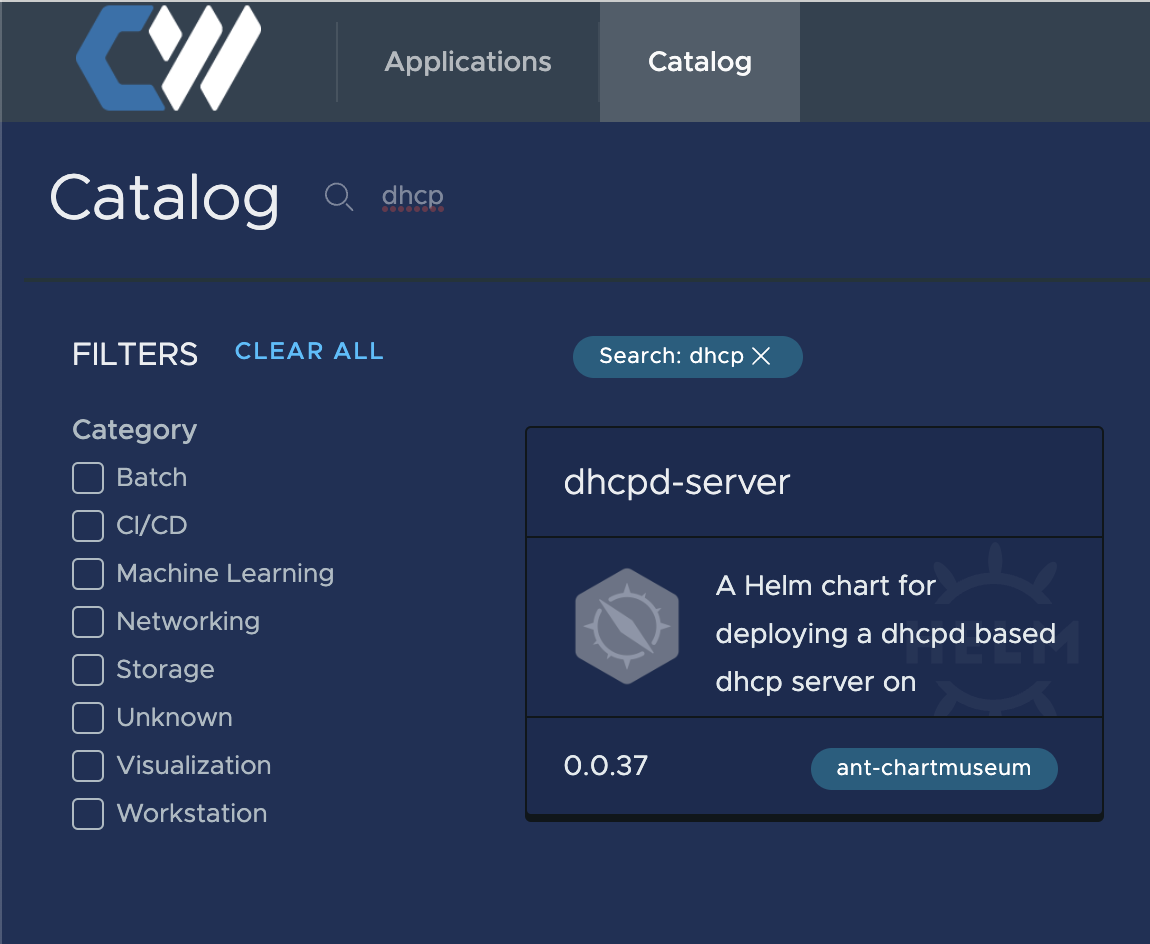 CW
Applications
Catalog
Catalog
dhcp
FILTERS
CLEAR ALL
Search: dhcp
Category
Batch
CI/CD
Machine Learning
Networking
Storage
Unknown
Visualization
Workstation
dhcpd-server
A Helm chart for
deploying a dhcpd based
dhcp server on
HELM
0.0.37
ant-chartmuseum